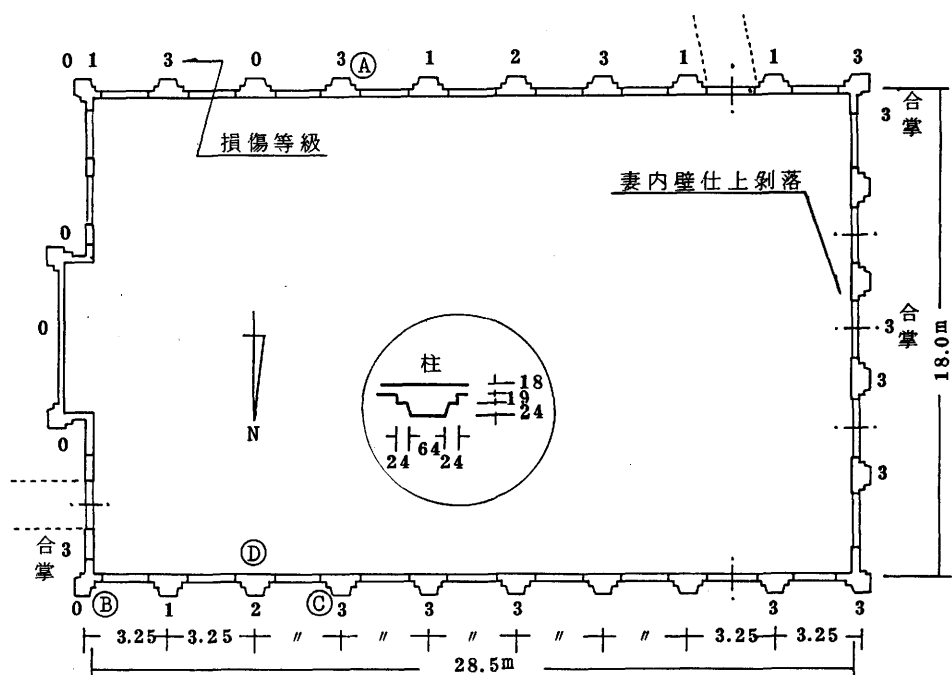 0 1 3 0 3 Ⓐ 1 2 3 1 1 3
損傷等級
3 合掌
妻内壁仕上剝落
0
0
0
3 合掌
3
3
18.0m
柱
18
19
24
24 64 24
N
合掌 3
Ⓓ
0 Ⓑ 1 2 Ⓒ 3 3 3 3 3
3.25 3.25 〃 〃 〃 〃 〃 3.25 3.25
28.5m